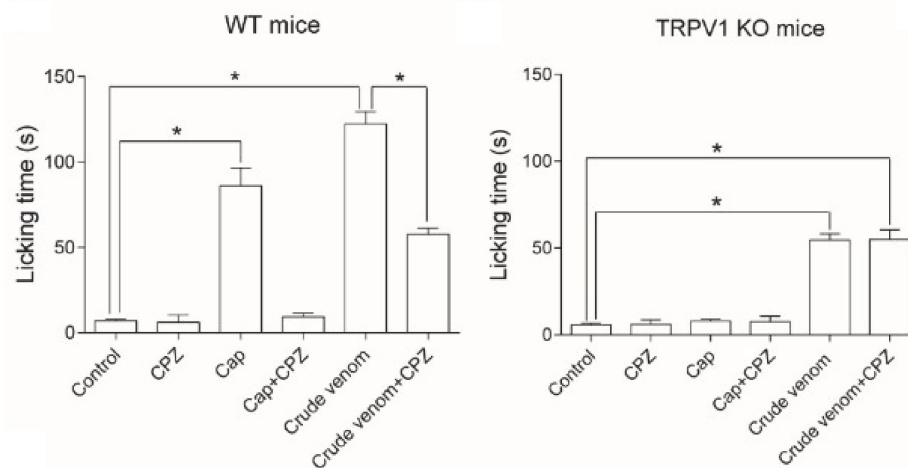 WT mice
Licking time (s)
150
100
50
0
*
*
*
Control
CPZ
Cap
Cap+CPZ
Crude venom
Crude venom+CPZ
TRPV1 KO mice
Licking time (s)
150
100
50
0
*
*
Control
CPZ
Cap
Cap+CPZ
Crude venom
Crude venom+CPZ